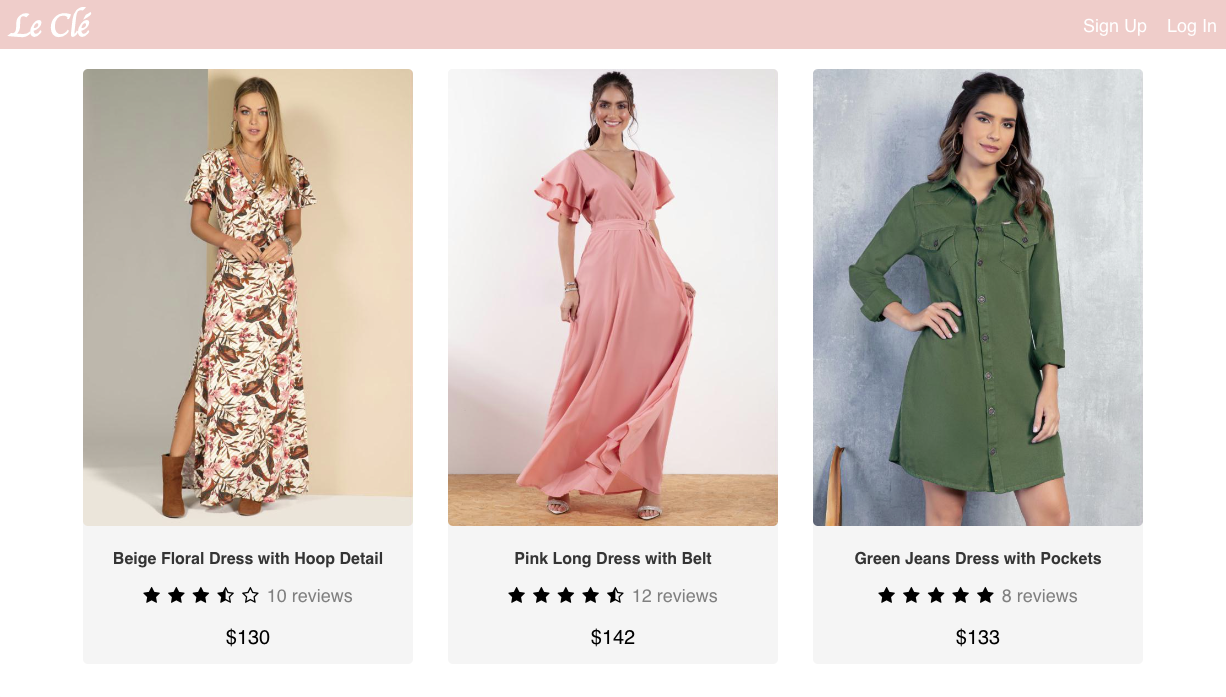 Le Clé
Sign Up Log In
Beige Floral Dress with Hoop Detail
10 reviews
$130
Pink Long Dress with Belt
12 reviews
$142
Green Jeans Dress with Pockets
8 reviews
$133